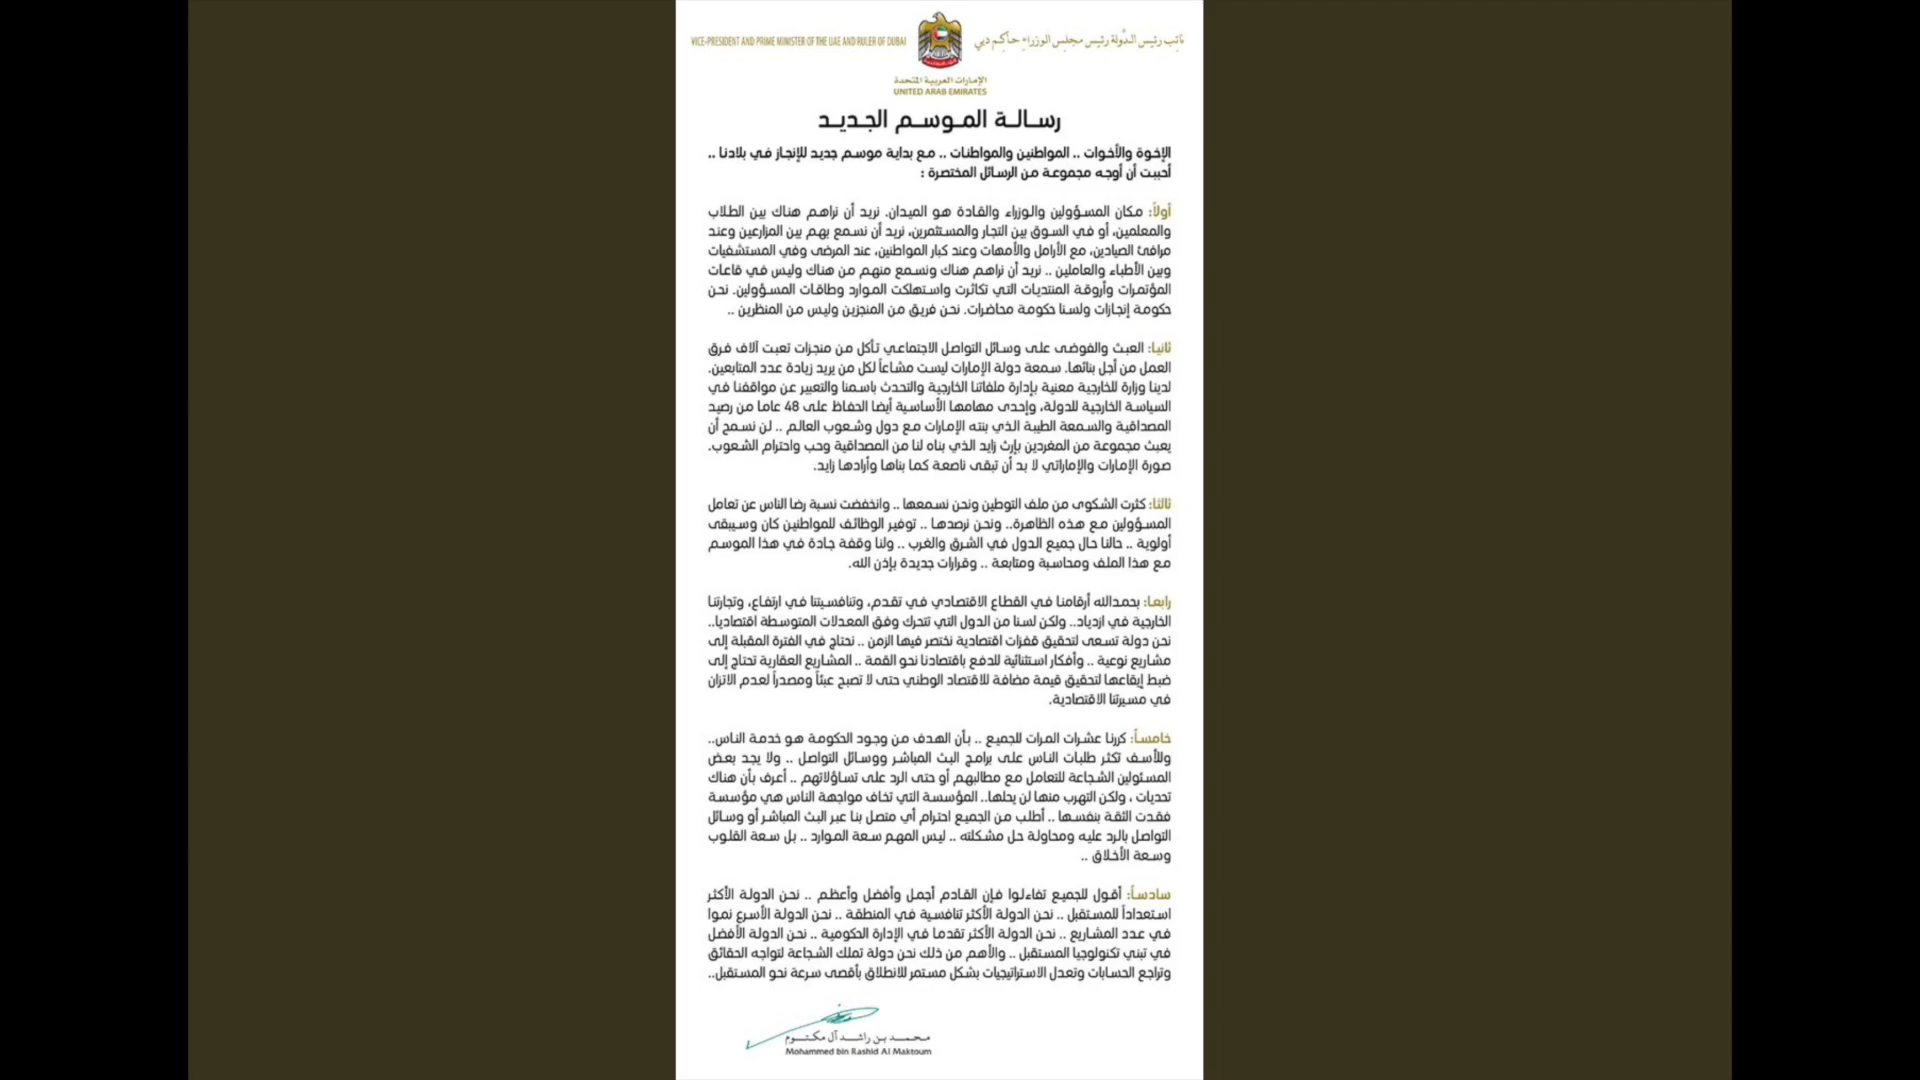 VICE-PRESIDENT AND PRIME MINISTER OF THE UAE AND RULER OF DUBAI
نائب رئيس الدولة رئيس مجلس الوزراء حاكم دبي
الإمارات العربية المتحدة
UNITED ARAB EMIRATES
رسالة الموسم الجديد
الإخوة والأخوات .. المواطنين والمواطنات .. مع بداية موسم جديد للإنجاز في بلادنا ..
أحببت أن أوجه مجموعة من الرسائل المختصرة :
أولاً: مكان المسؤولين والوزراء والقادة هو الميدان. نريد أن نراهم هناك بين الطلاب
والمعلمين، أو في السوق بين التجار والمستثمرين، نريد أن نسمع بهم بين المزارعين وعند
مرافئ الصيادين، مع الأرامل والأمهات وعند كبار المواطنين، عند المرضى وفي المستشفيات
وبين الأطباء والعاملين .. نريد أن نراهم هناك ونسمع منهم من هناك وليس في قاعات
المؤتمرات وأروقة المنتديات التي تكاثرت واستهلكت الموارد وطاقات المسؤولين. نحن
حكومة إنجازات ولسنا حكومة محاضرات. نحن فريق من المنجزين وليس من المنظرين ..
ثانيا: العبث والفوضى على وسائل التواصل الاجتماعي تأكل من منجزات تعبت آلاف فرق
العمل من أجل بنائها. سمعة دولة الإمارات ليست مشاعاً لكل من يريد زيادة عدد المتابعين.
لدينا وزارة للخارجية معنية بإدارة ملفاتنا الخارجية والتحدث باسمنا والتعبير عن مواقفنا في
السياسة الخارجية للدولة، وإحدى مهامها الأساسية أيضا الحفاظ على 48 عاما من رصيد
المصداقية والسمعة الطيبة الذي بنته الإمارات مع دول وشعوب العالم .. لن نسمح أن
يعبث مجموعة من المغردين بإرث زايد الذي بناه لنا من المصداقية وحب واحترام الشعوب.
صورة الإمارات والإماراتي لا بد أن تبقى ناصعة كما بناها وأرادها زايد.
ثالثا: كثرت الشكوى من ملف التوطين ونحن نسمعها .. وانخفضت نسبة رضا الناس عن تعامل
المسؤولين مع هذه الظاهرة.. ونحن نرصدها .. توفير الوظائف للمواطنين كان وسيبقى
أولوية .. حالنا حال جميع الدول في الشرق والغرب .. ولنا وقفة جادة في هذا الموسم
مع هذا الملف ومحاسبة ومتابعة .. وقرارات جديدة بإذن الله.
رابعا: بحمدالله أرقامنا في القطاع الاقتصادي في تقدم، وتنافسيتنا في ارتفاع، وتجارتنا
الخارجية في ازدياد.. ولكن لسنا من الدول التي تتحرك وفق المعدلات المتوسطة اقتصاديا..
نحن دولة تسعى لتحقيق قفزات اقتصادية نختصر فيها الزمن .. نحتاج في الفترة المقبلة إلى
مشاريع نوعية .. وأفكار استثنائية للدفع باقتصادنا نحو القمة .. المشاريع العقارية تحتاج إلى
ضبط إيقاعها لتحقيق قيمة مضافة للاقتصاد الوطني حتى لا تصبح عبئاً ومصدراً لعدم الاتزان
في مسيرتنا الاقتصادية.
خامساً: كررنا عشرات المرات للجميع .. بأن الهدف من وجود الحكومة هو خدمة الناس..
وللأسف تكثر طلبات الناس على برامج البث المباشر ووسائل التواصل .. ولا يجد بعض
المسئولين الشجاعة للتعامل مع مطالبهم أو حتى الرد على تساؤلاتهم .. أعرف بأن هناك
تحديات ، ولكن التهرب منها لن يحلها.. المؤسسة التي تخاف مواجهة الناس هي مؤسسة
فقدت الثقة بنفسها .. أطلب من الجميع احترام أي متصل بنا عبر البث المباشر أو وسائل
التواصل بالرد عليه ومحاولة حل مشكلته .. ليس المهم سعة الموارد .. بل سعة القلوب
وسعة الأخلاق ..
سادساً: أقول للجميع تفاءلوا فإن القادم أجمل وأفضل وأعظم .. نحن الدولة الأكثر
استعداداً للمستقبل .. نحن الدولة الأكثر تنافسية في المنطقة .. نحن الدولة الأسرع نموا
في عدد المشاريع .. نحن الدولة الأكثر تقدما في الإدارة الحكومية .. نحن الدولة الأفضل
في تبني تكنولوجيا المستقبل .. والأهم من ذلك نحن دولة تملك الشجاعة لتواجه الحقائق
وتراجع الحسابات وتعدل الاستراتيجيات بشكل مستمر للانطلاق بأقصى سرعة نحو المستقبل..
محمد بن راشد آل مكتوم
Mohammed bin Rashid Al Maktoum